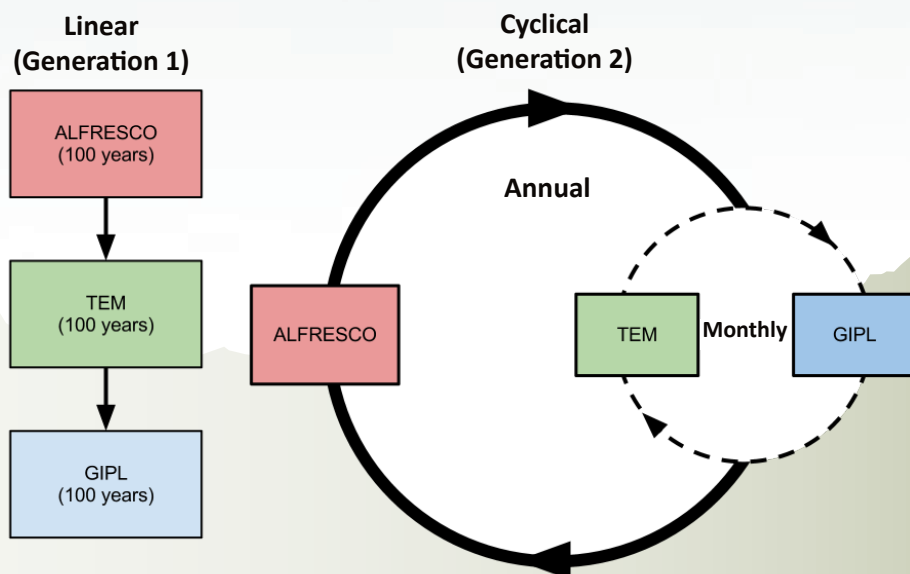 Linear
(Generation 1)
ALFRESCO
(100 years)
TEM
(100 years)
GIPL
(100 years)
Cyclical
(Generation 2)
Annual
ALFRESCO
TEM
Monthly
GIPL